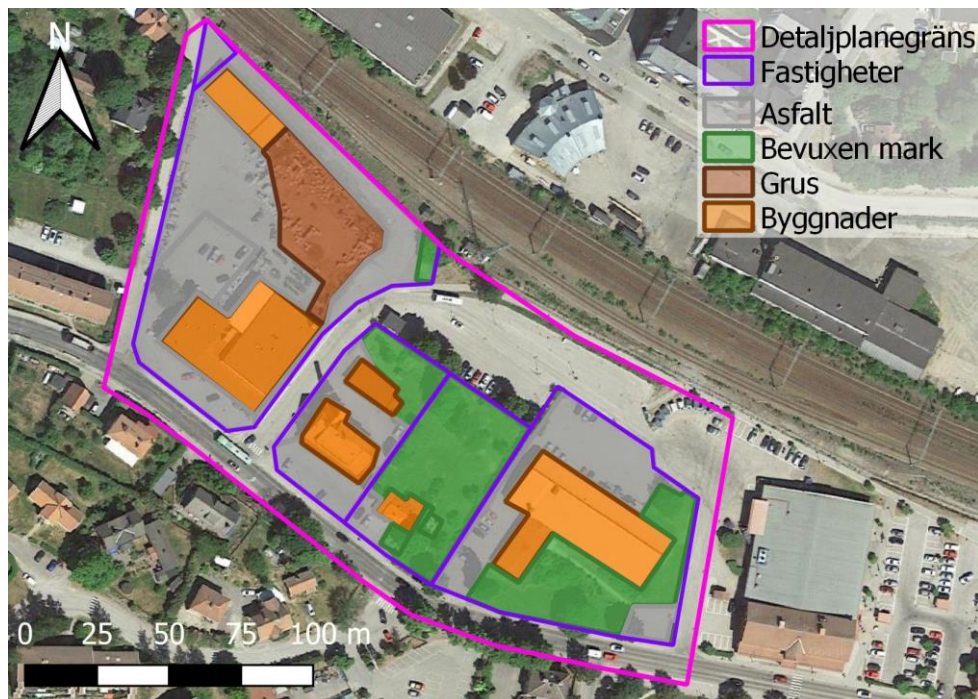 N
Detaljplanegräns
Fastigheter
Asfalt
Bevuxen mark
Grus
Byggnader
0 25 50 75 100 m